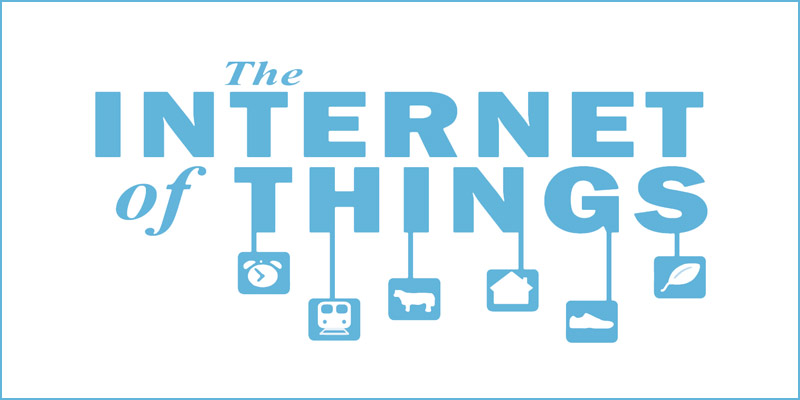 The
INTERNET
of THINGS